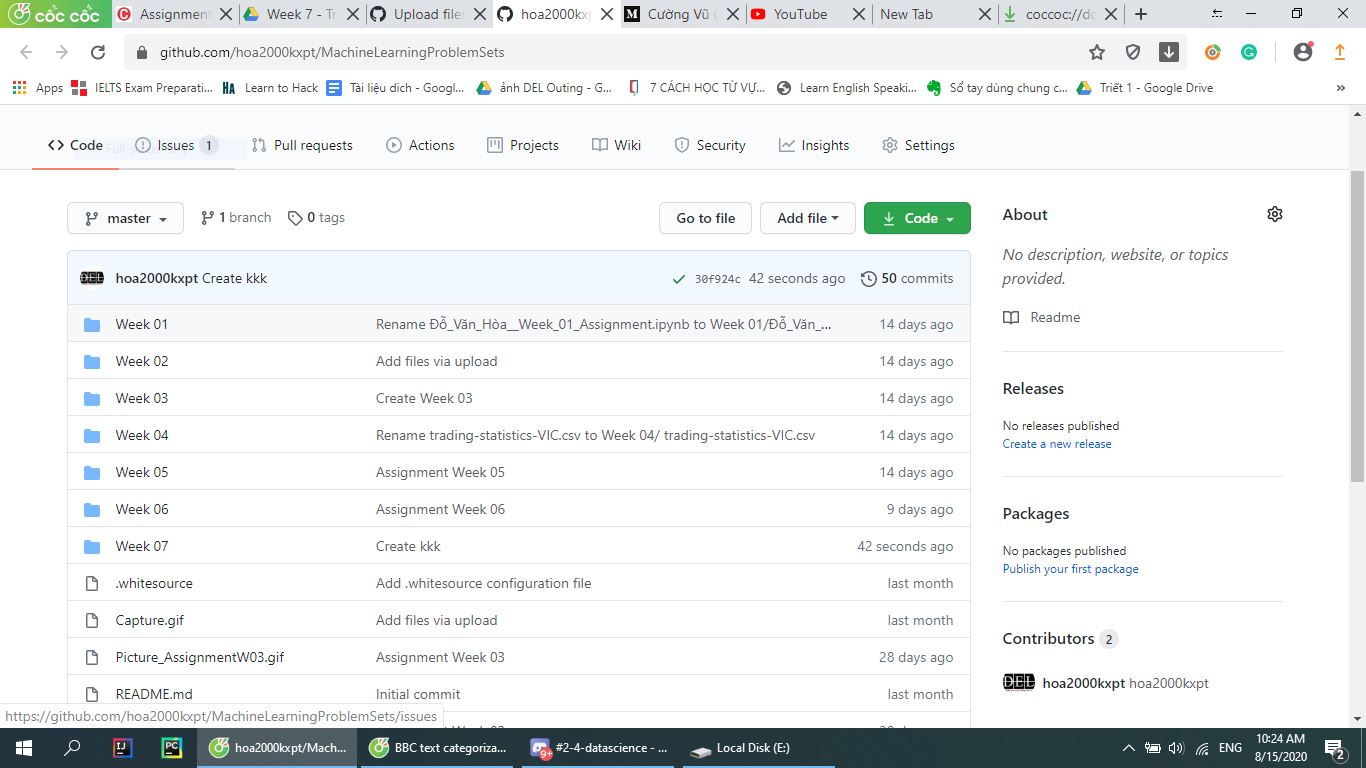 cốc cốc
Assignment
Week 7 - Tr
Upload files
hoa2000kxp
Cường Vũ (
YouTube
New Tab
coccoc://do
github.com/hoa2000kxpt/MachineLearningProblemSets
Apps
IELTS Exam Preparati...
Learn to Hack
Tài liệu dich - Googl...
ảnh DEL Outing - G...
7 CÁCH HỌC TỪ VỰ...
Learn English Speaki...
Sổ tay dùng chung c...
Triết 1 - Google Drive
»
Code
Issues 1
Pull requests
Actions
Projects
Wiki
Security
Insights
Settings
master
1 branch
0 tags
Go to file
Add file
Code
hoa2000kxpt Create kkk
30f924c 42 seconds ago
50 commits
Week 01 Rename Đỗ_Văn_Hòa__Week_01_Assignment.ipynb to Week 01/Đỗ_Văn_... 14 days ago
Week 02 Add files via upload 14 days ago
Week 03 Create Week 03 14 days ago
Week 04 Rename trading-statistics-VIC.csv to Week 04/ trading-statistics-VIC.csv 14 days ago
Week 05 Assignment Week 05 14 days ago
Week 06 Assignment Week 06 9 days ago
Week 07 Create kkk 42 seconds ago
.whitesource Add .whitesource configuration file last month
Capture.gif Add files via upload last month
Picture_AssignmentW03.gif Assignment Week 03 28 days ago
README.md Initial commit last month
About
No description, website, or topics
provided.
Readme
Releases
No releases published
Create a new release
Packages
No packages published
Publish your first package
Contributors 2
DEL
hoa2000kxpt hoa2000kxpt
https://github.com/hoa2000kxpt/MachineLearningProblemSets/issues
hoa2000kxpt/Mach...
BBC text categoriza...
9+
#2-4-datascience - ...
Local Disk (E:)
ENG
10:24 AM
8/15/2020
2